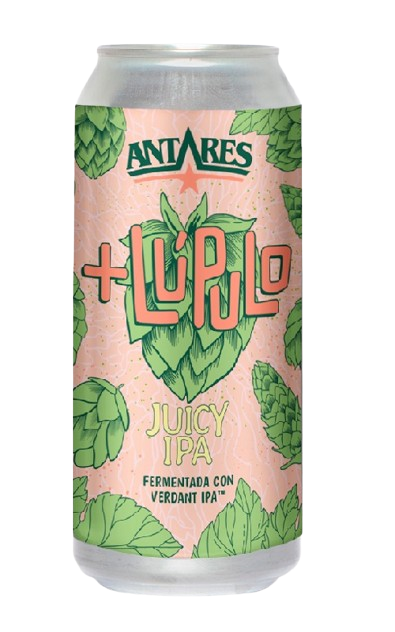 ANTARES
+LÚPULO
JUICY
IPA
FERMENTADA CON
VERDANT IPA™